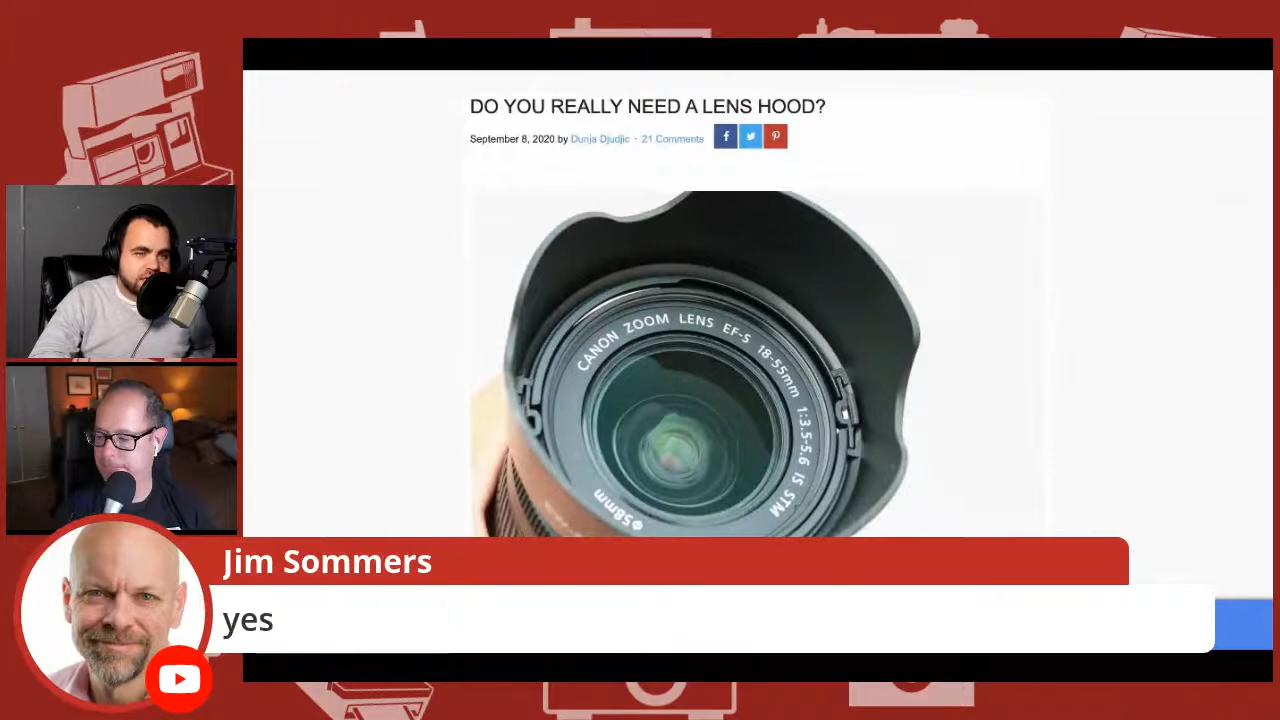 DO YOU REALLY NEED A LENS HOOD?
September 8, 2020 by Dunja Djudjic · 21 Comments
CANON ZOOM LENS EF-S 18-55mm 1:3.5-5.6 IS STM
⌀58mm
Jim Sommers
yes